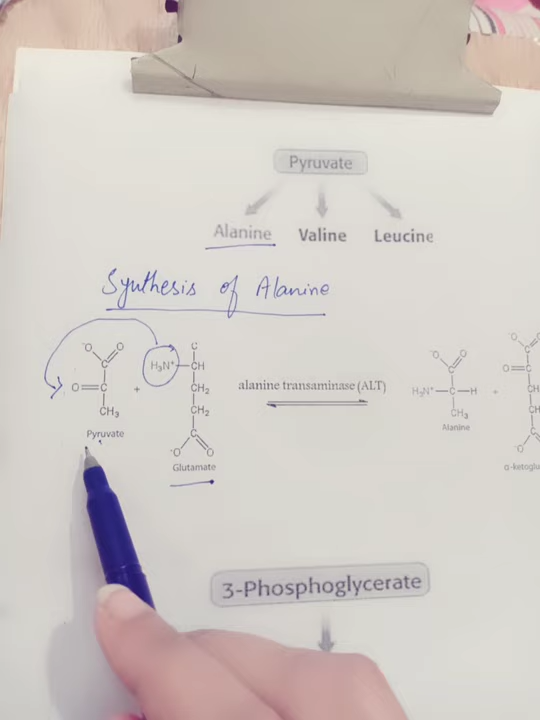 Pyruvate
Alanine Valine Leucine
Synthesis of Alanine
⁻O O
O=C
CH₃
Pyruvate
+
C
H₃N⁺—CH
CH₂
CH₂
C
⁻O O
Glutamate
alanine transaminase (ALT)
⁻O O
C
H₃N⁺—C—H
CH₃
Alanine
+
⁻O
O
⁻O
α-ketoglu
3-Phosphoglycerate